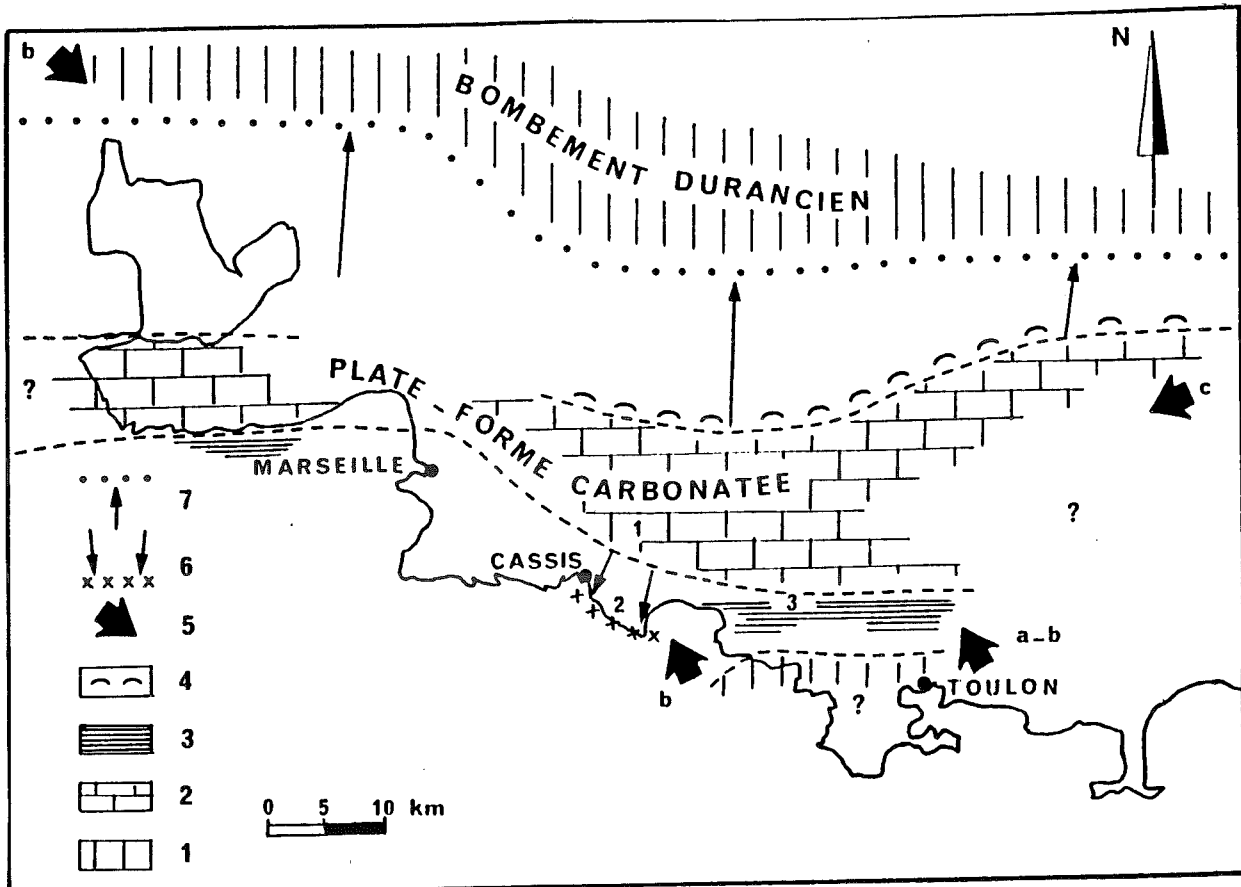 b
N
BOMBEMENT DURANCIEN
?
PLATE-FORME CARBONATEE
c
MARSEILLE
?
1
CASSIS
2
3
a-b
b
?
TOULON
7
6
5
4
3
2
1
0 5 10 km